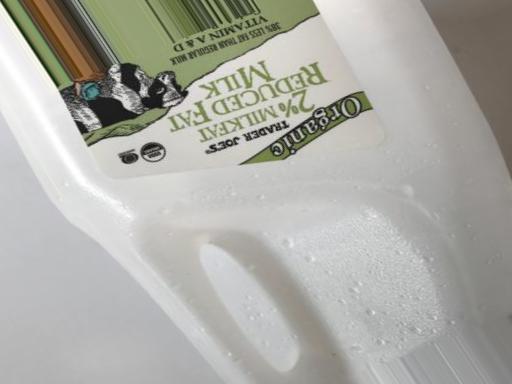 Organic
TRADER JOE'S
2% MILKFAT
REDUCED FAT
MILK
38% LESS FAT THAN REGULAR MILK
VITAMIN A & D